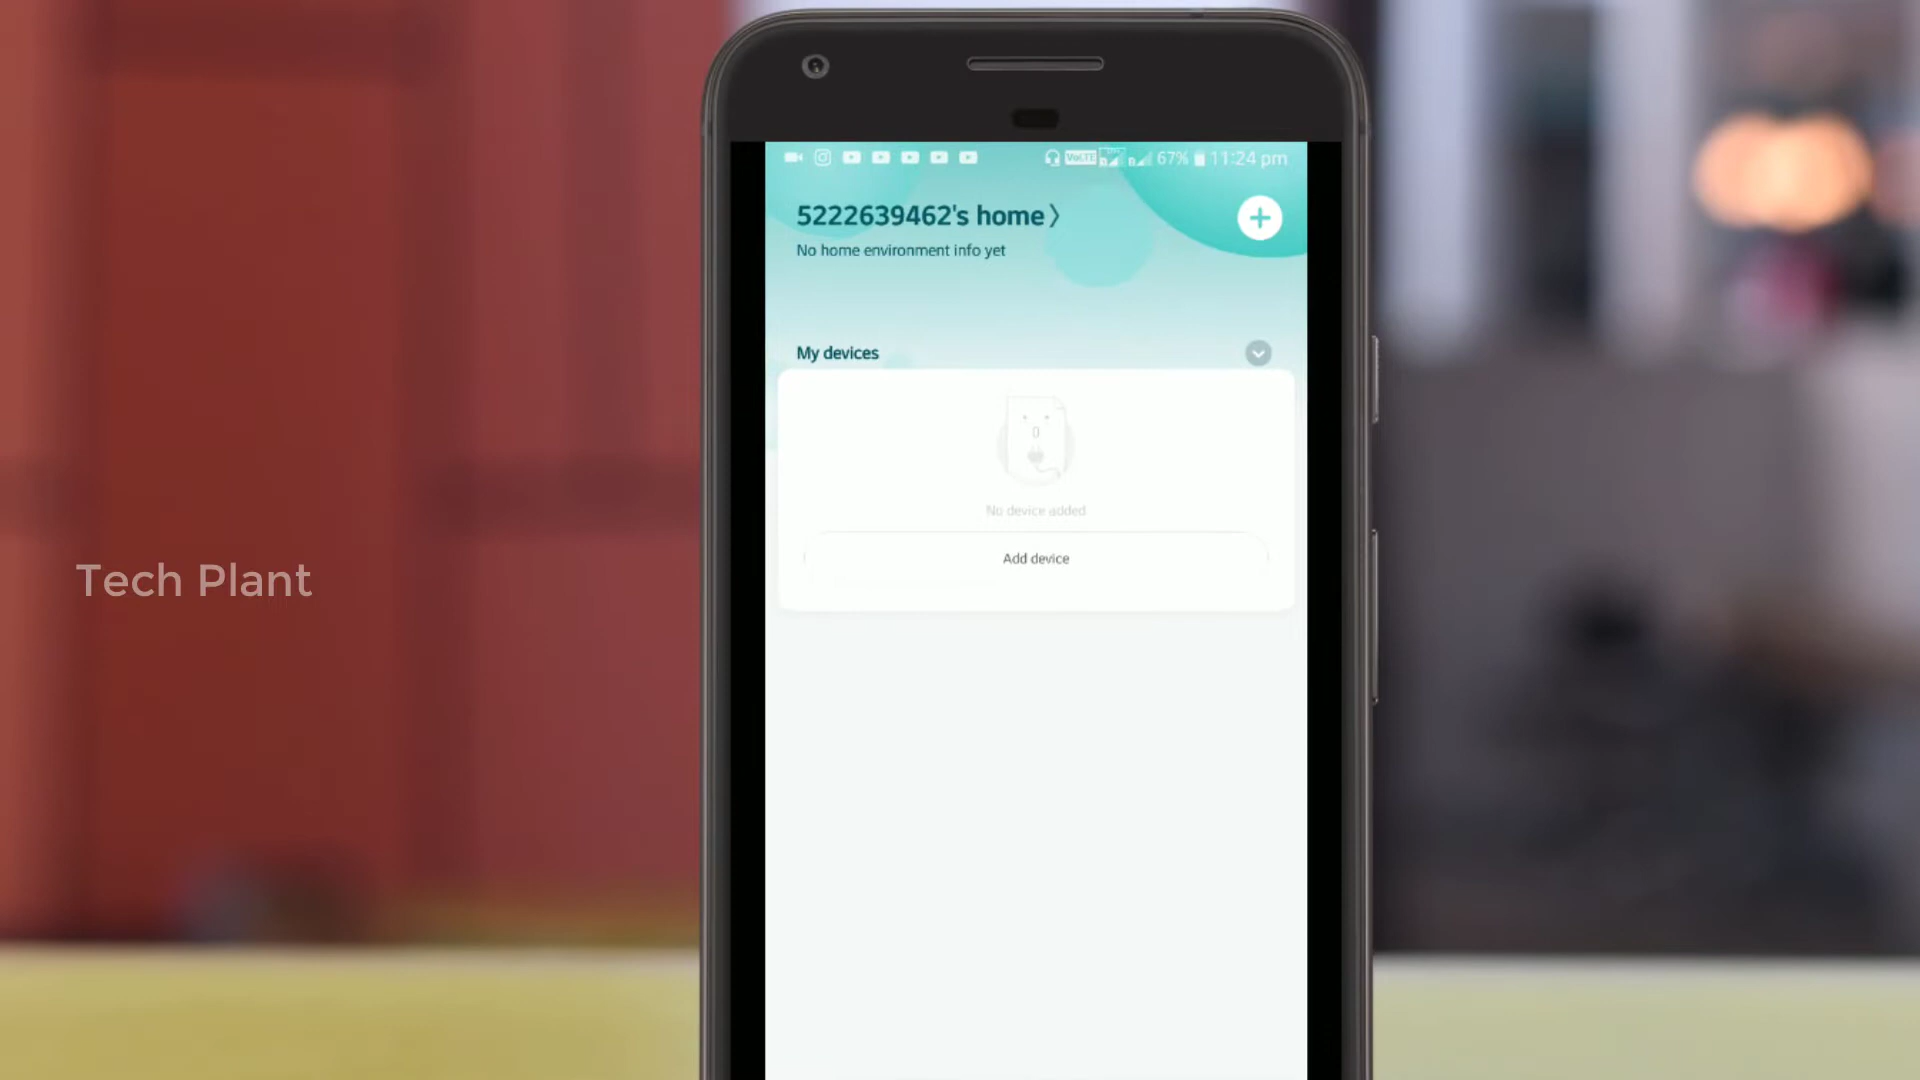 VoLTE 67% 11:24 pm
5222639462's home
No home environment info yet
My devices
No device added
Add device
Tech Plant